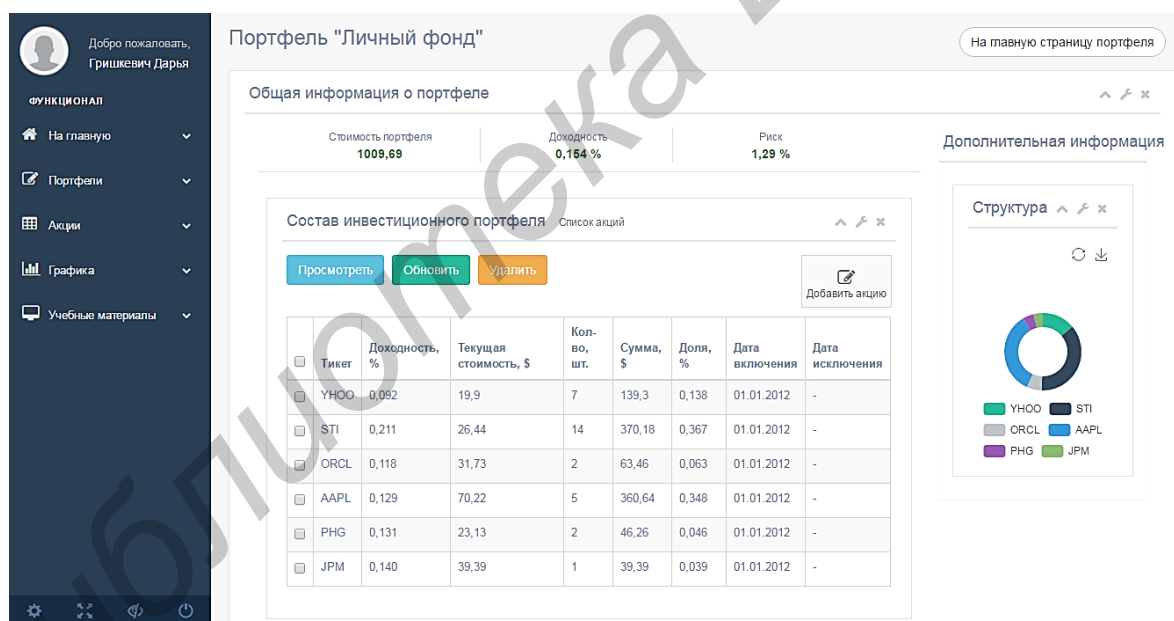 Добро пожаловать,
Гришкевич Дарья
ФУНКЦИОНАЛ
На главную
Портфели
Акции
Графика
Учебные материалы
Портфель "Личный фонд"
На главную страницу портфеля
Общая информация о портфеле
Стоимость портфеля Доходность Риск
1009,69 0,154 % 1,29 %
Дополнительная информация
Состав инвестиционного портфеля Список акций
Просмотреть Обновить Удалить
Добавить акцию
Тикет Доходность, % Текущая стоимость, $ Кол-во, шт. Сумма, $ Доля, % Дата включения Дата исключения
YHOO 0,092 19,9 7 139,3 0,138 01.01.2012 -
STI 0,211 26,44 14 370,18 0,367 01.01.2012 -
ORCL 0,118 31,73 2 63,46 0,063 01.01.2012 -
AAPL 0,129 70,22 5 360,64 0,348 01.01.2012 -
PHG 0,131 23,13 2 46,26 0,046 01.01.2012 -
JPM 0,140 39,39 1 39,39 0,039 01.01.2012 -
Структура
YHOO STI
ORCL AAPL
PHG JPM